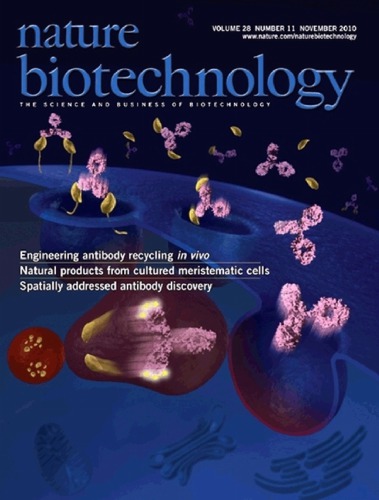 nature
biotechnology
VOLUME 28 NUMBER 11 NOVEMBER 2010
www.nature.com/naturebiotechnology
THE SCIENCE AND BUSINESS OF BIOTECHNOLOGY
Engineering antibody recycling in vivo
Natural products from cultured meristematic cells
Spatially addressed antibody discovery